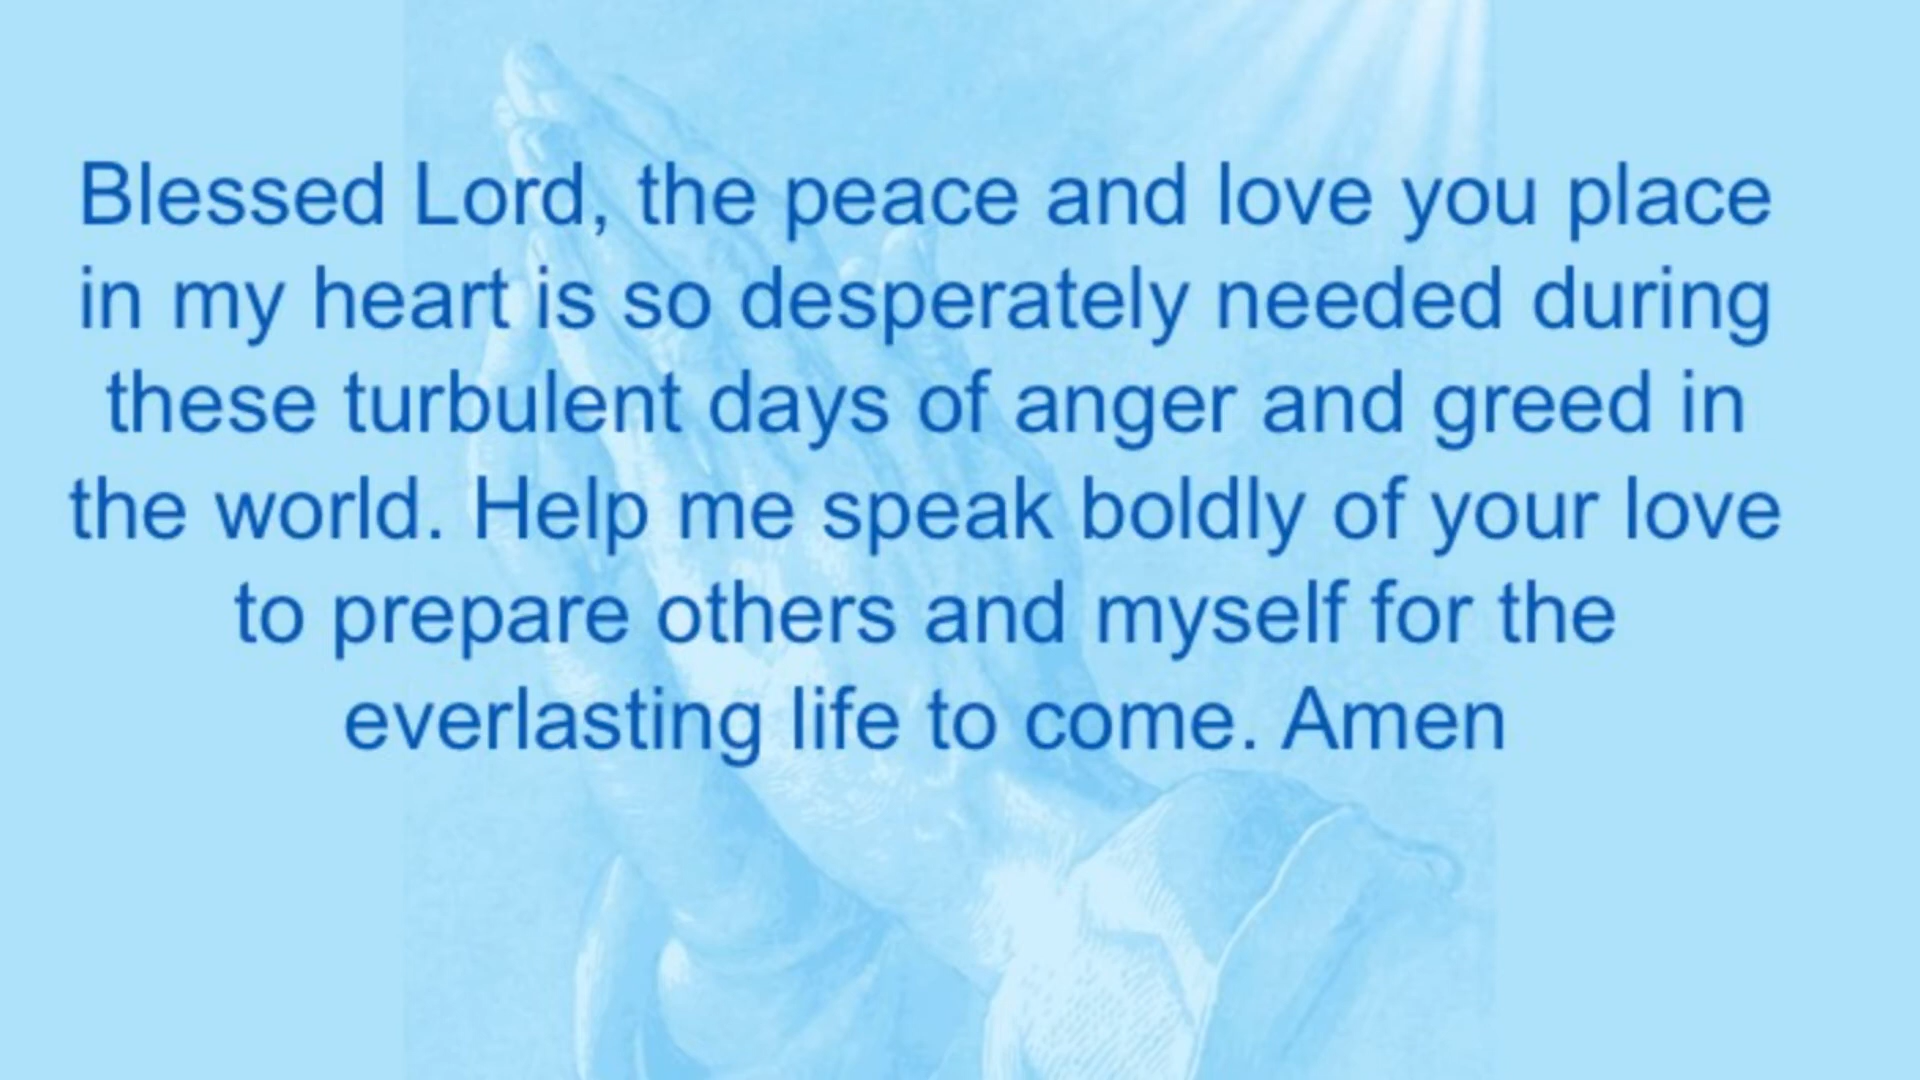 Blessed Lord, the peace and love you place
in my heart is so desperately needed during
these turbulent days of anger and greed in
the world. Help me speak boldly of your love
to prepare others and myself for the
everlasting life to come. Amen